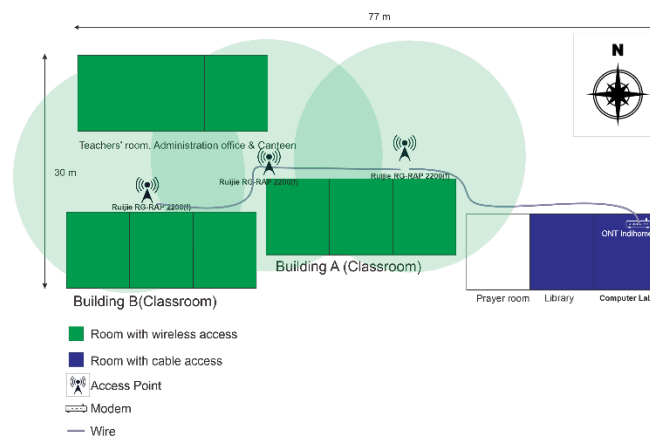 77 m
N
Teachers' room, Administration office & Canteen
30 m
Ruijie RG-RAP 2200(f)
Ruijie RG-RAP 2200(f)
Ruijie RG-RAP 2200(f)
ONT Indihome
Building A (Classroom)
Prayer room
Library
Computer Lab
Building B(Classroom)
Room with wireless access
Room with cable access
Access Point
Modem
Wire